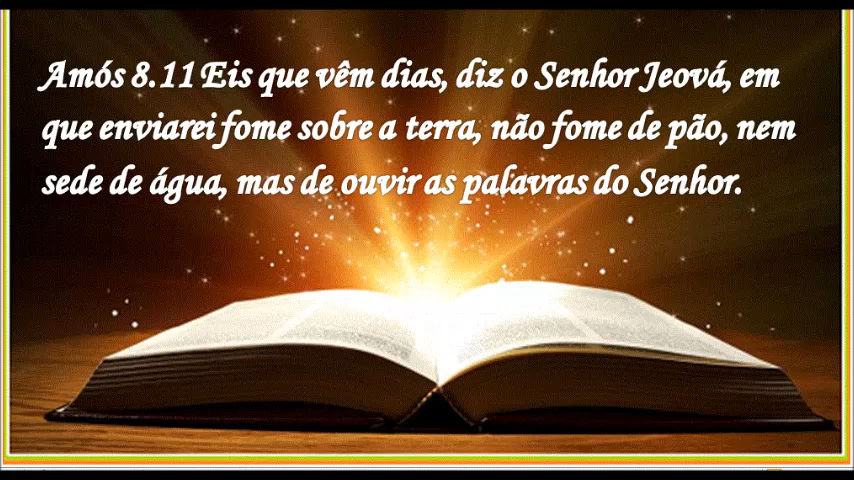 Amós 8.11 Eis que vêm dias, diz o Senhor Jeová, em
que enviarei fome sobre a terra, não fome de pão, nem
sede de água, mas de ouvir as palavras do Senhor.